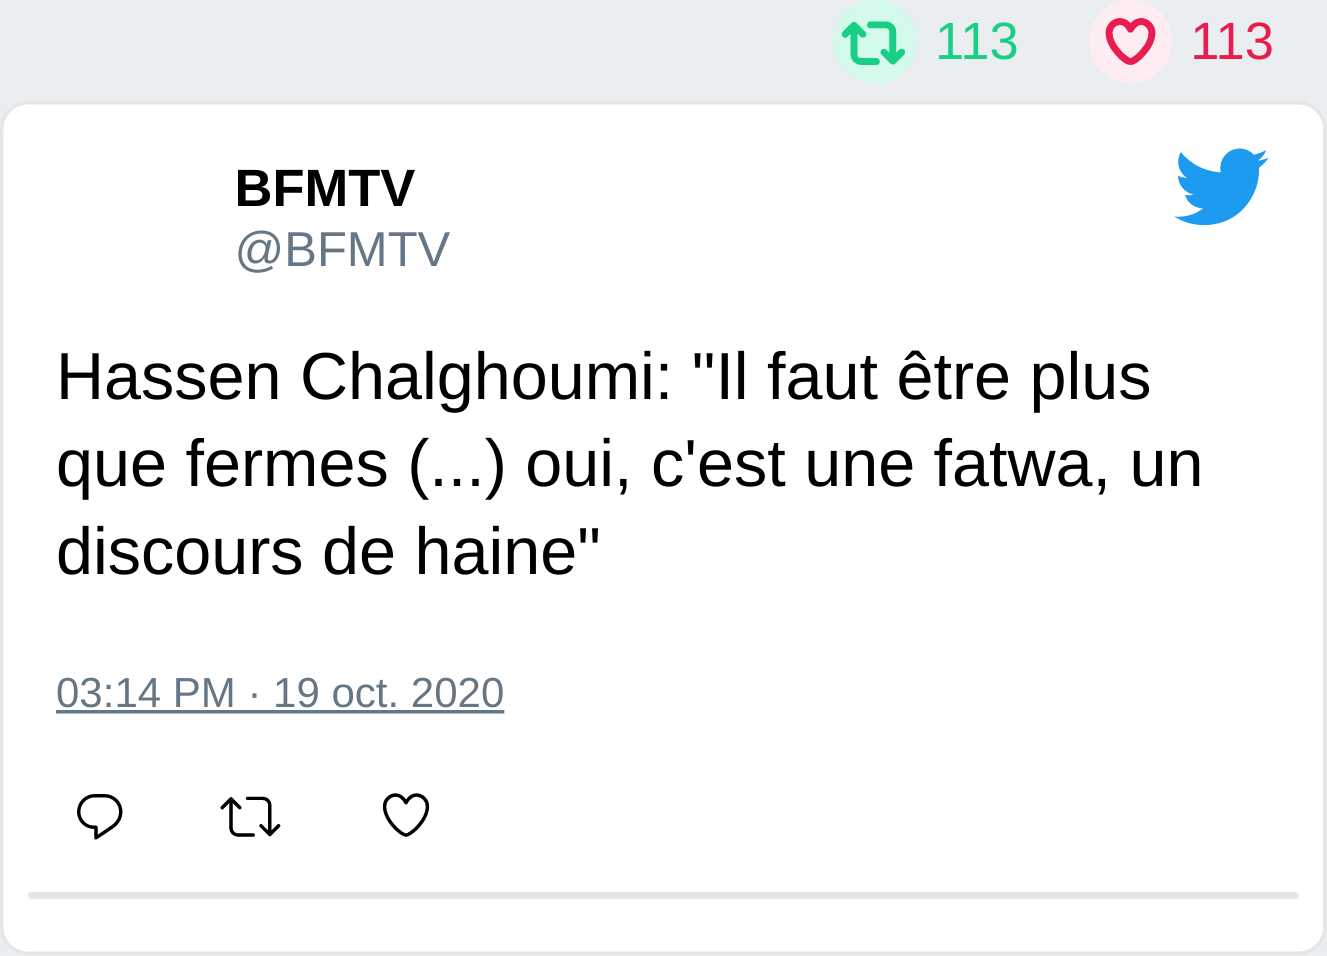 113 113
BFMTV
@BFMTV
Hassen Chalghoumi: "Il faut être plus
que fermes (...) oui, c'est une fatwa, un
discours de haine"
03:14 PM · 19 oct. 2020